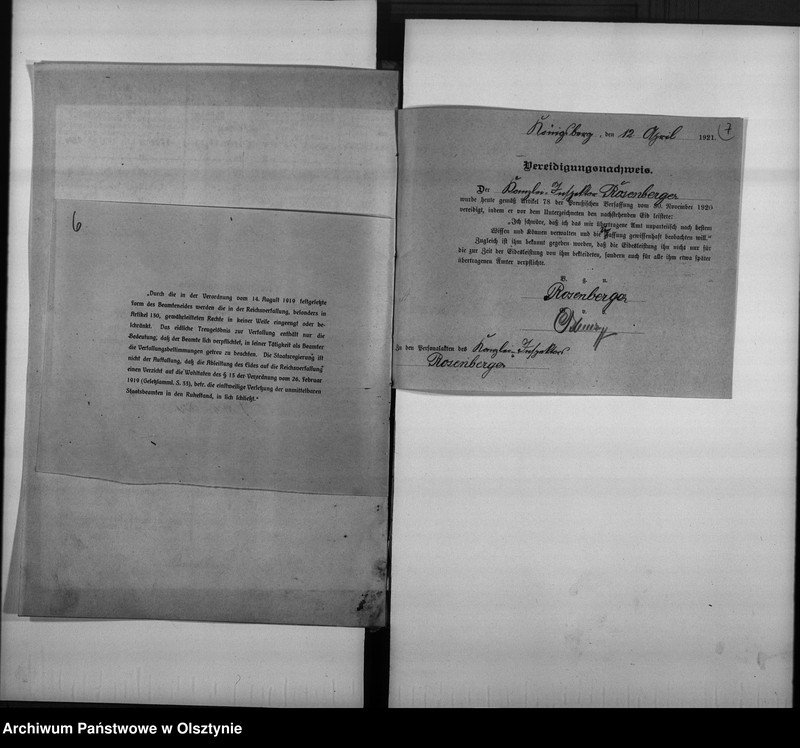 6
„Durch die in der Verordnung vom 14. August 1919 festgesetzte
Form des Beamteneides werden die in der Reichsverfassung, besonders in
Artikel 130, gewährleisteten Rechte in keiner Weise eingeengt oder be-
schränkt. Das eidliche Treugelöbnis zur Verfassung enthält nur die
Bedeutung, daß der Beamte sich verpflichtet, in seiner Tätigkeit als Beamter
die Verfassungsbestimmungen getreu zu beachten. Die Staatsregierung ist
nicht der Auffassung, daß die Ableistung des Eides auf die Reichsverfassung
einen Verzicht auf die Wohltaten des § 15 der Verordnung vom 26. Februar
1919 (Gesetzsamml. S. 33), betr. die einstweilige Versetzung der unmittelbaren
Staatsbeamten in den Ruhestand, in sich schließt.“
Königsberg, den 12 April 1921.
7
Vereidigungsnachweis.
Der Kanzlei-Inspektor Rosenberger
wurde heute gemäß Artikel 78 der Preußischen Verfassung vom 30. November 1920
vereidigt, indem er vor dem Unterzeichneten den nachstehenden Eid leistete:
„Ich schwöre, daß ich das mir übertragene Amt unparteiisch nach bestem
Wissen und Können verwalten und die Verfassung gewissenhaft beobachten will.“
Zugleich ist ihm bekannt gegeben worden, daß die Eidesleistung ihn nicht nur für
die zur Zeit der Eidesleistung von ihm bekleideten, sondern auch für alle ihm etwa später
übertragenen Ämter verpflichte.
V. g. u.
Rosenberger
Zu den Personalakten des Kanzlei-Inspektors
Rosenberger
Archiwum Państwowe w Olsztynie